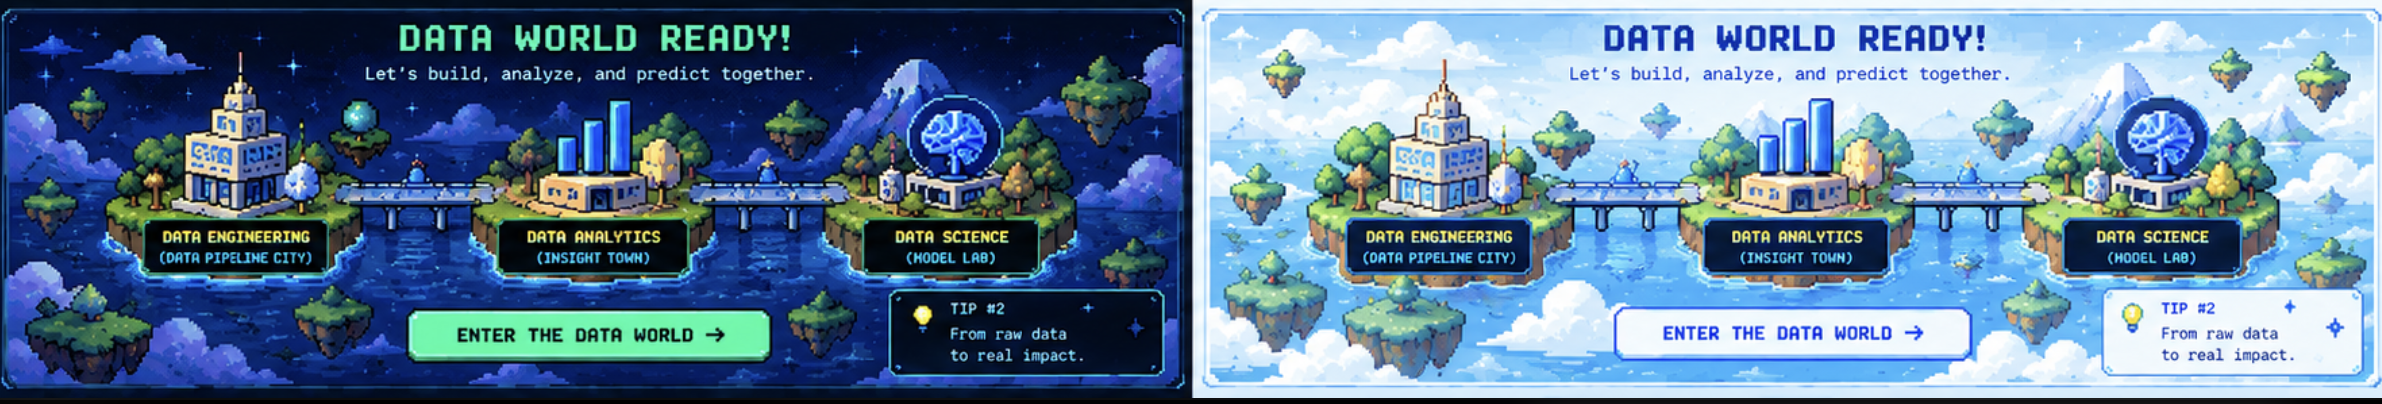 DATA WORLD READY!
Let's build, analyze, and predict together.
DATA ENGINEERING
(DATA PIPELINE CITY)
DATA ANALYTICS
(INSIGHT TOWN)
DATA SCIENCE
(MODEL LAB)
ENTER THE DATA WORLD →
TIP #2
From raw data
to real impact.
DATA WORLD READY!
Let's build, analyze, and predict together.
DATA ENGINEERING
(DATA PIPELINE CITY)
DATA ANALYTICS
(INSIGHT TOWN)
DATA SCIENCE
(MODEL LAB)
ENTER THE DATA WORLD →
TIP #2
From raw data
to real impact.